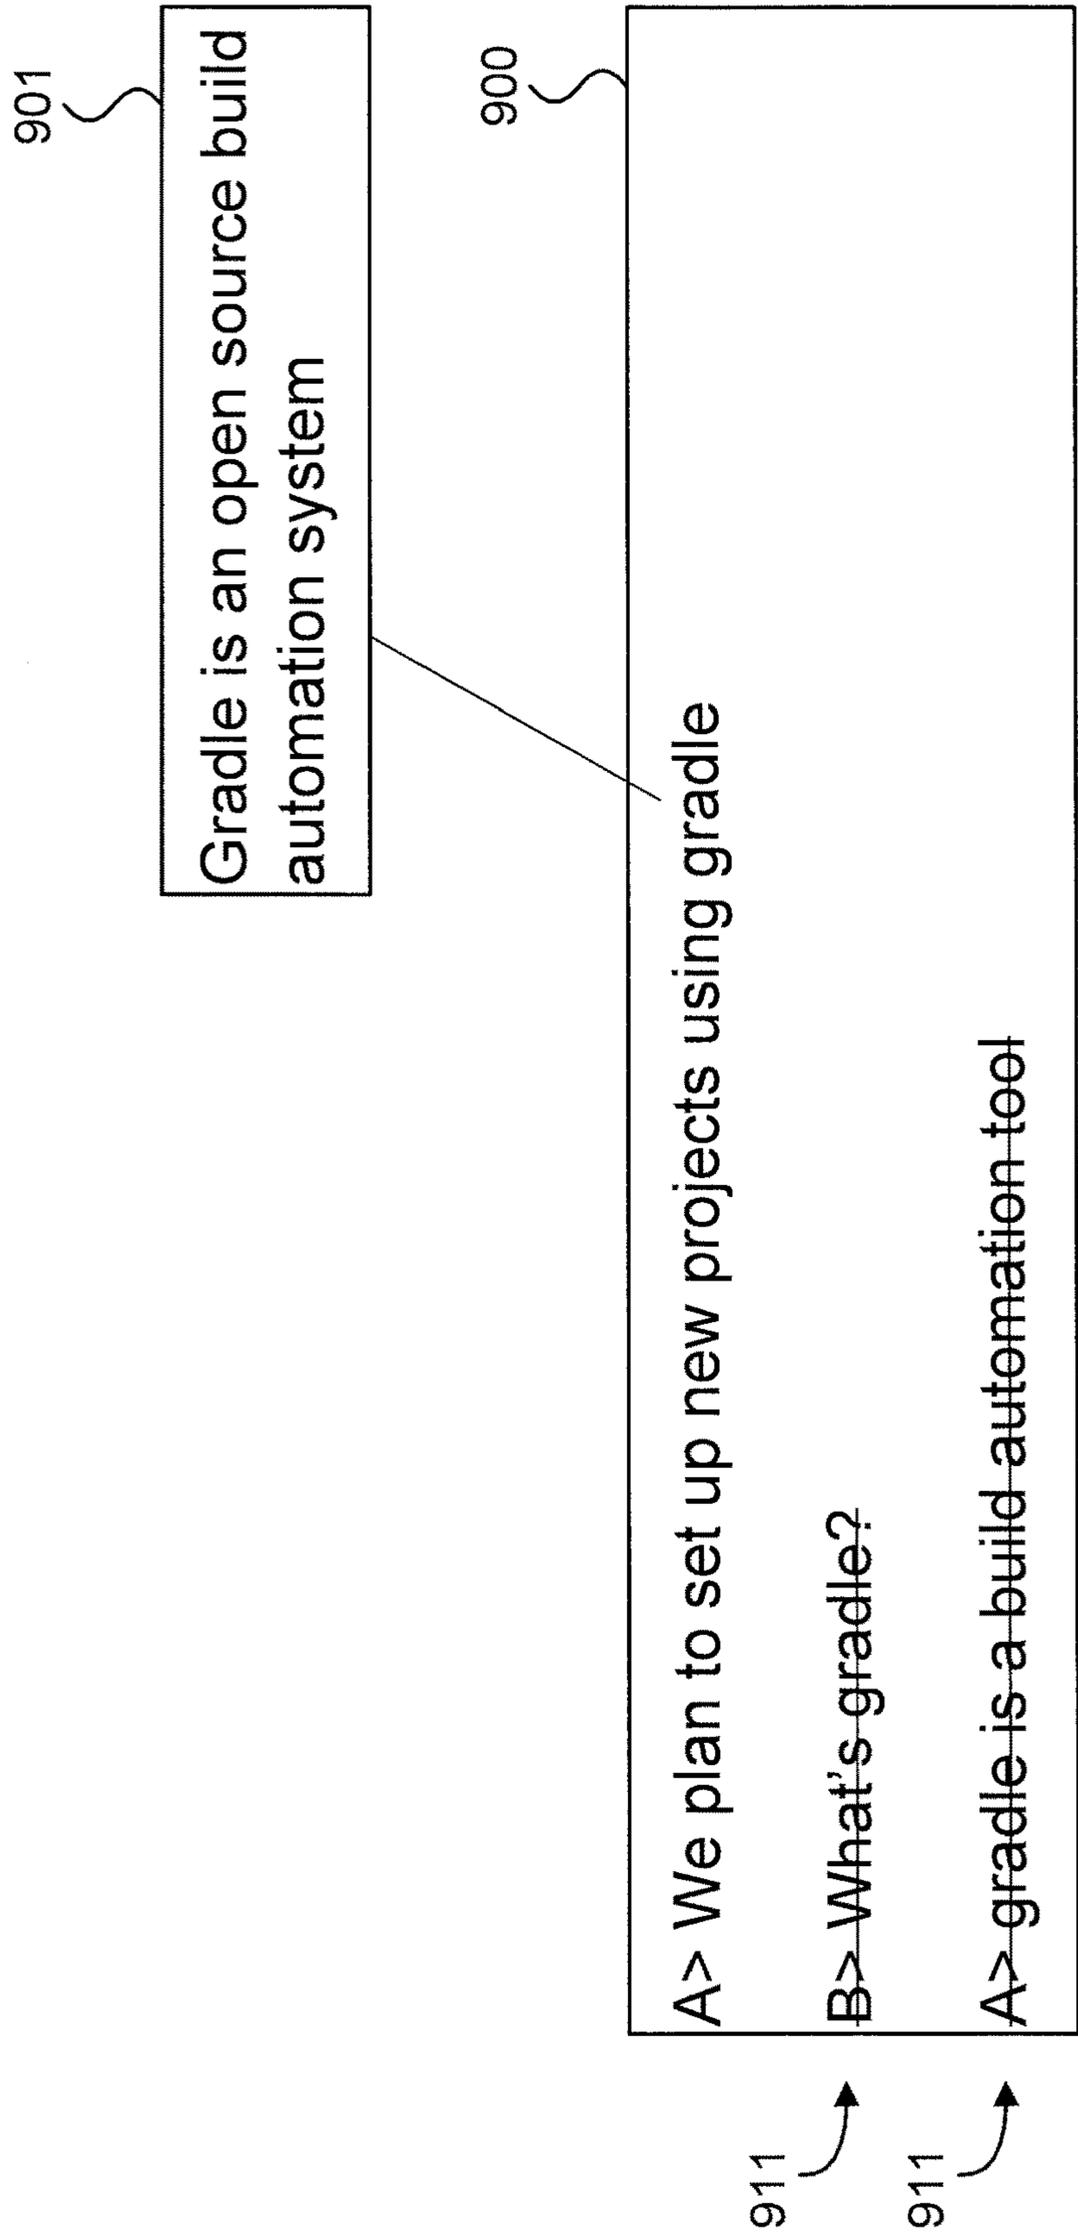 901
Gradle is an open source build
automation system
900
A> We plan to set up new projects using gradle
911
B> What's gradle?
911
A> gradle is a build automation tool